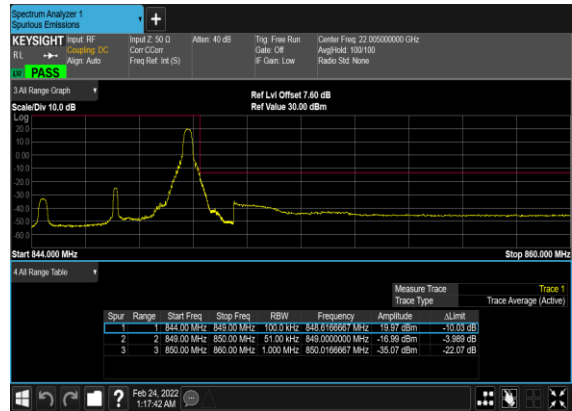 Spectrum Analyzer 1
Spurious Emissions
KEYSIGHT
RL
Input: RF
Coupling: DC
Align: Auto
Input Z: 50 Ω
Corr CCorr
Freq Ref: Int (S)
Atten: 40 dB
Trig: Free Run
Gate: Off
IF Gain: Low
Center Freq: 22.005000000 GHz
Avg|Hold: 100/100
Radio Std: None
PASS
3 All Range Graph
Scale/Div 10.0 dB
Ref Lvl Offset 7.60 dB
Ref Value 30.00 dBm
Log
20.0
10.0
0.00
-10.0
-20.0
-30.0
-40.0
-50.0
-60.0
Start 844.000 MHz
Stop 860.000 MHz
4 All Range Table
Measure Trace Trace 1
Trace Type Trace Average (Active)
Spur Range Start Freq Stop Freq RBW Frequency Amplitude ΔLimit
1 1 844.00 MHz 849.00 MHz 100.0 kHz 848.6166667 MHz 19.97 dBm -10.03 dB
2 2 849.00 MHz 850.00 MHz 51.00 kHz 849.0000000 MHz -16.99 dBm -3.989 dB
3 3 850.00 MHz 860.00 MHz 1.000 MHz 850.0166667 MHz -35.07 dBm -22.07 dB
Feb 24, 2022
1:17:42 AM